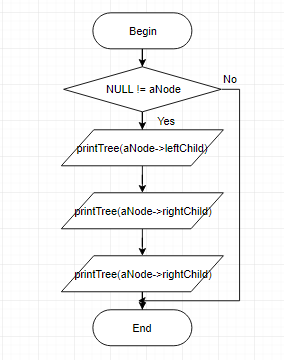 Begin
NULL != aNode
No
Yes
printTree(aNode->leftChild)
printTree(aNode->rightChild)
printTree(aNode->rightChild)
End